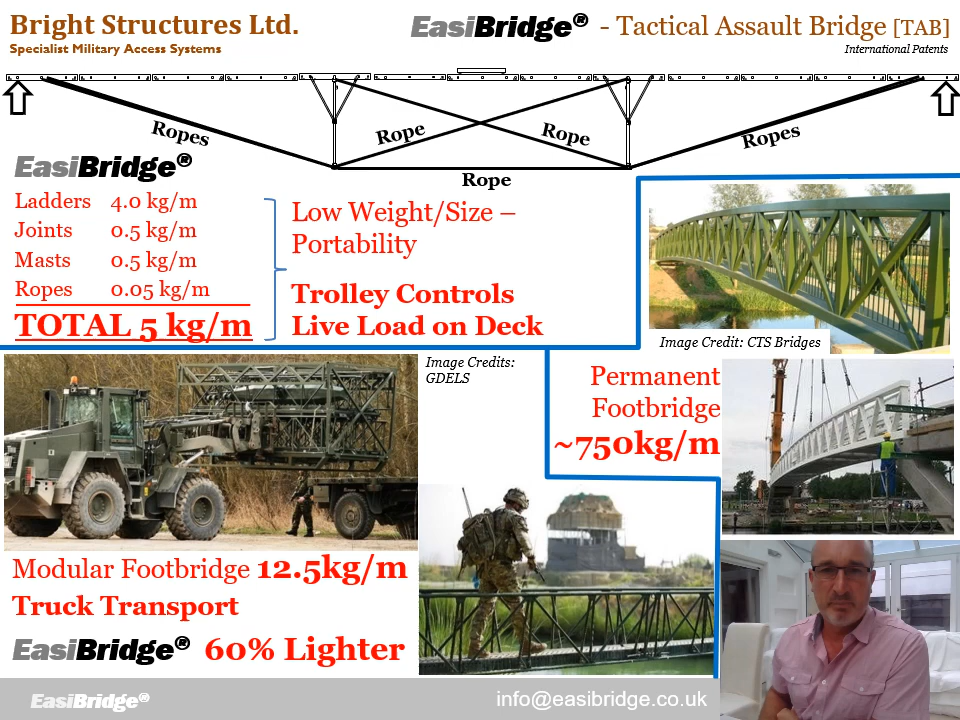 Bright Structures Ltd.
Specialist Military Access Systems
EasiBridge® - Tactical Assault Bridge [TAB]
International Patents
Ropes
Rope
Rope
Ropes
Rope
EasiBridge®
Ladders 4.0 kg/m
Joints 0.5 kg/m
Masts 0.5 kg/m
Ropes 0.05 kg/m
TOTAL 5 kg/m
Low Weight/Size –
Portability
Trolley Controls
Live Load on Deck
Image Credit: CTS Bridges
Image Credits:
GDELS
Permanent
Footbridge
~750kg/m
Modular Footbridge 12.5kg/m
Truck Transport
EasiBridge® 60% Lighter
EasiBridge®
info@easibridge.co.uk